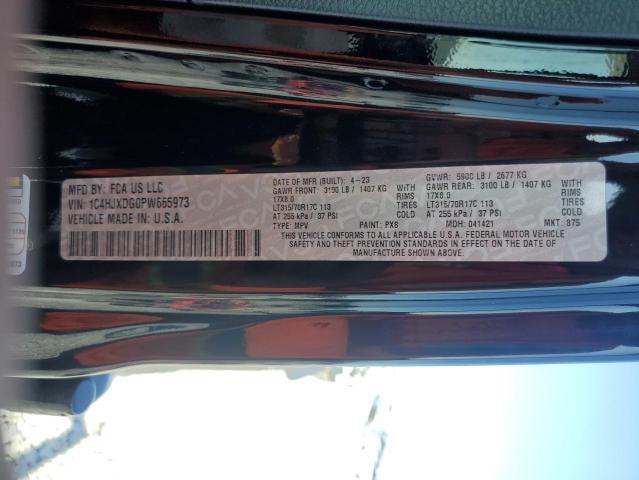 MFD BY: FCA US LLC
VIN: 1C4HJXDG0PW665973
VEHICLE MADE IN U.S.A.
DATE OF MFR (BUILT): 4-23 GVWR: 5900 LB / 2677 KG
GAWR FRONT: 3100 LB / 1407 KG WITH GAWR REAR: 3100 LB / 1407 KG WITH
17X8.0 RIMS 17X8.0 RIMS
LT315/70R17C 113 TIRES LT315/70R17C 113 TIRES
AT 255 kPa / 37 PSI COLD AT 255 kPa / 37 PSI COLD
TYPE: MPV PAINT: PX8 MDH: 041421 MKT: 875
THIS VEHICLE CONFORMS TO ALL APPLICABLE U.S.A. FEDERAL MOTOR VEHICLE
SAFETY AND THEFT PREVENTION STANDARDS IN EFFECT ON THE DATE OF
MANUFACTURE SHOWN ABOVE.